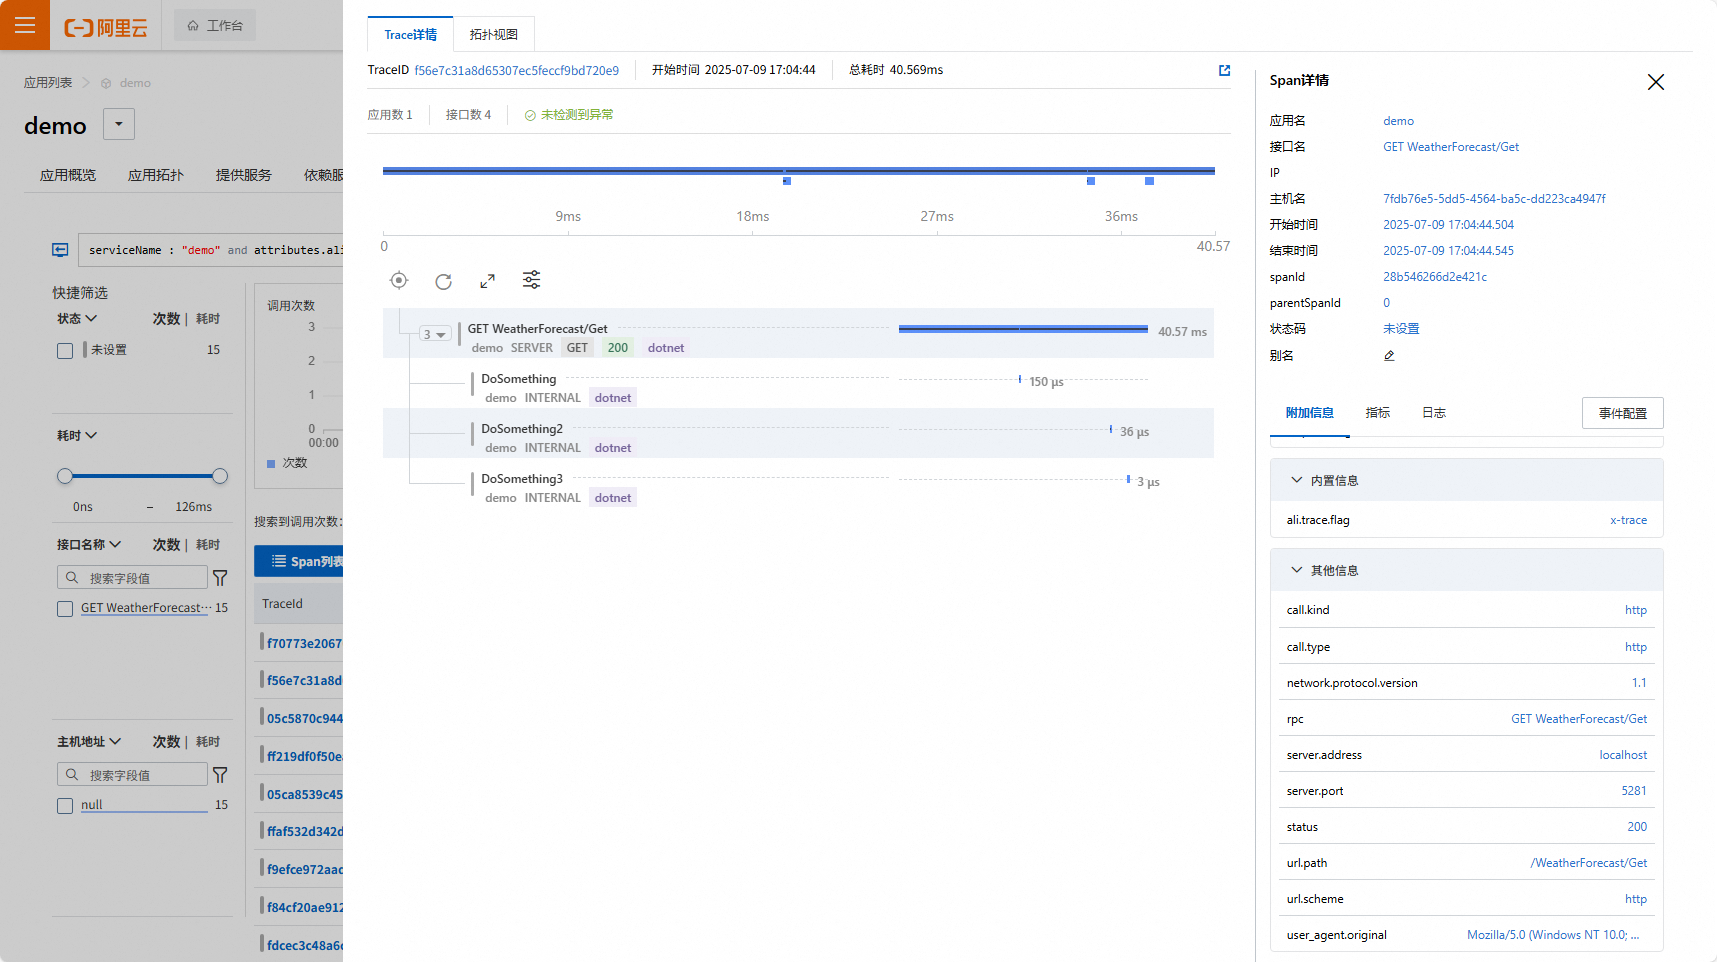 阿里云
工作台
应用列表
demo
demo
应用概览
应用拓扑
提供服务
依赖服
serviceName : "demo" and attributes.ali
快捷筛选
状态
次数 | 耗时
未设置
15
耗时
0ns
–
126ms
接口名称
次数 | 耗时
搜索字段值
GET WeatherForecast···
15
主机地址
次数 | 耗时
搜索字段值
null
15
调用次数
3
2
1
0
00:00
次数
搜索到调用次数:
Span列表
TraceId
f70773e2067
f56e7c31a8d
05c5870c944
ff219df0f50e
05ca8539c45
ffaf532d342d
f9efce972aac
f84cf20ae912
fdcec3c48a6c
Trace详情
拓扑视图
TraceID f56e7c31a8d65307ec5feccf9bd720e9
开始时间 2025-07-09 17:04:44
总耗时 40.569ms
应用数 1
接口数 4
未检测到异常
9ms
18ms
27ms
36ms
0
40.57
3
GET WeatherForecast/Get
40.57 ms
demo SERVER GET 200 dotnet
DoSomething
150 μs
demo INTERNAL dotnet
DoSomething2
36 μs
demo INTERNAL dotnet
DoSomething3
3 μs
demo INTERNAL dotnet
Span详情
应用名 demo
接口名 GET WeatherForecast/Get
IP
主机名 7fdb76e5-5dd5-4564-ba5c-dd223ca4947f
开始时间 2025-07-09 17:04:44.504
结束时间 2025-07-09 17:04:44.545
spanId 28b546266d2e421c
parentSpanId 0
状态码 未设置
别名
附加信息
指标
日志
事件配置
内置信息
ali.trace.flag x-trace
其他信息
call.kind http
call.type http
network.protocol.version 1.1
rpc GET WeatherForecast/Get
server.address localhost
server.port 5281
status 200
url.path /WeatherForecast/Get
url.scheme http
user_agent.original Mozilla/5.0 (Windows NT 10.0; ...